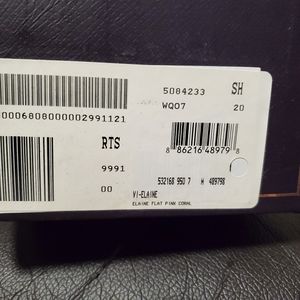 5084233 SH
WQ07 20
00068080000002991121
RTS
8 86216 48979 8
9991
00
532168 950 7 M 489798
VI-ELAINE
ELAINE FLAT PINK CORAL